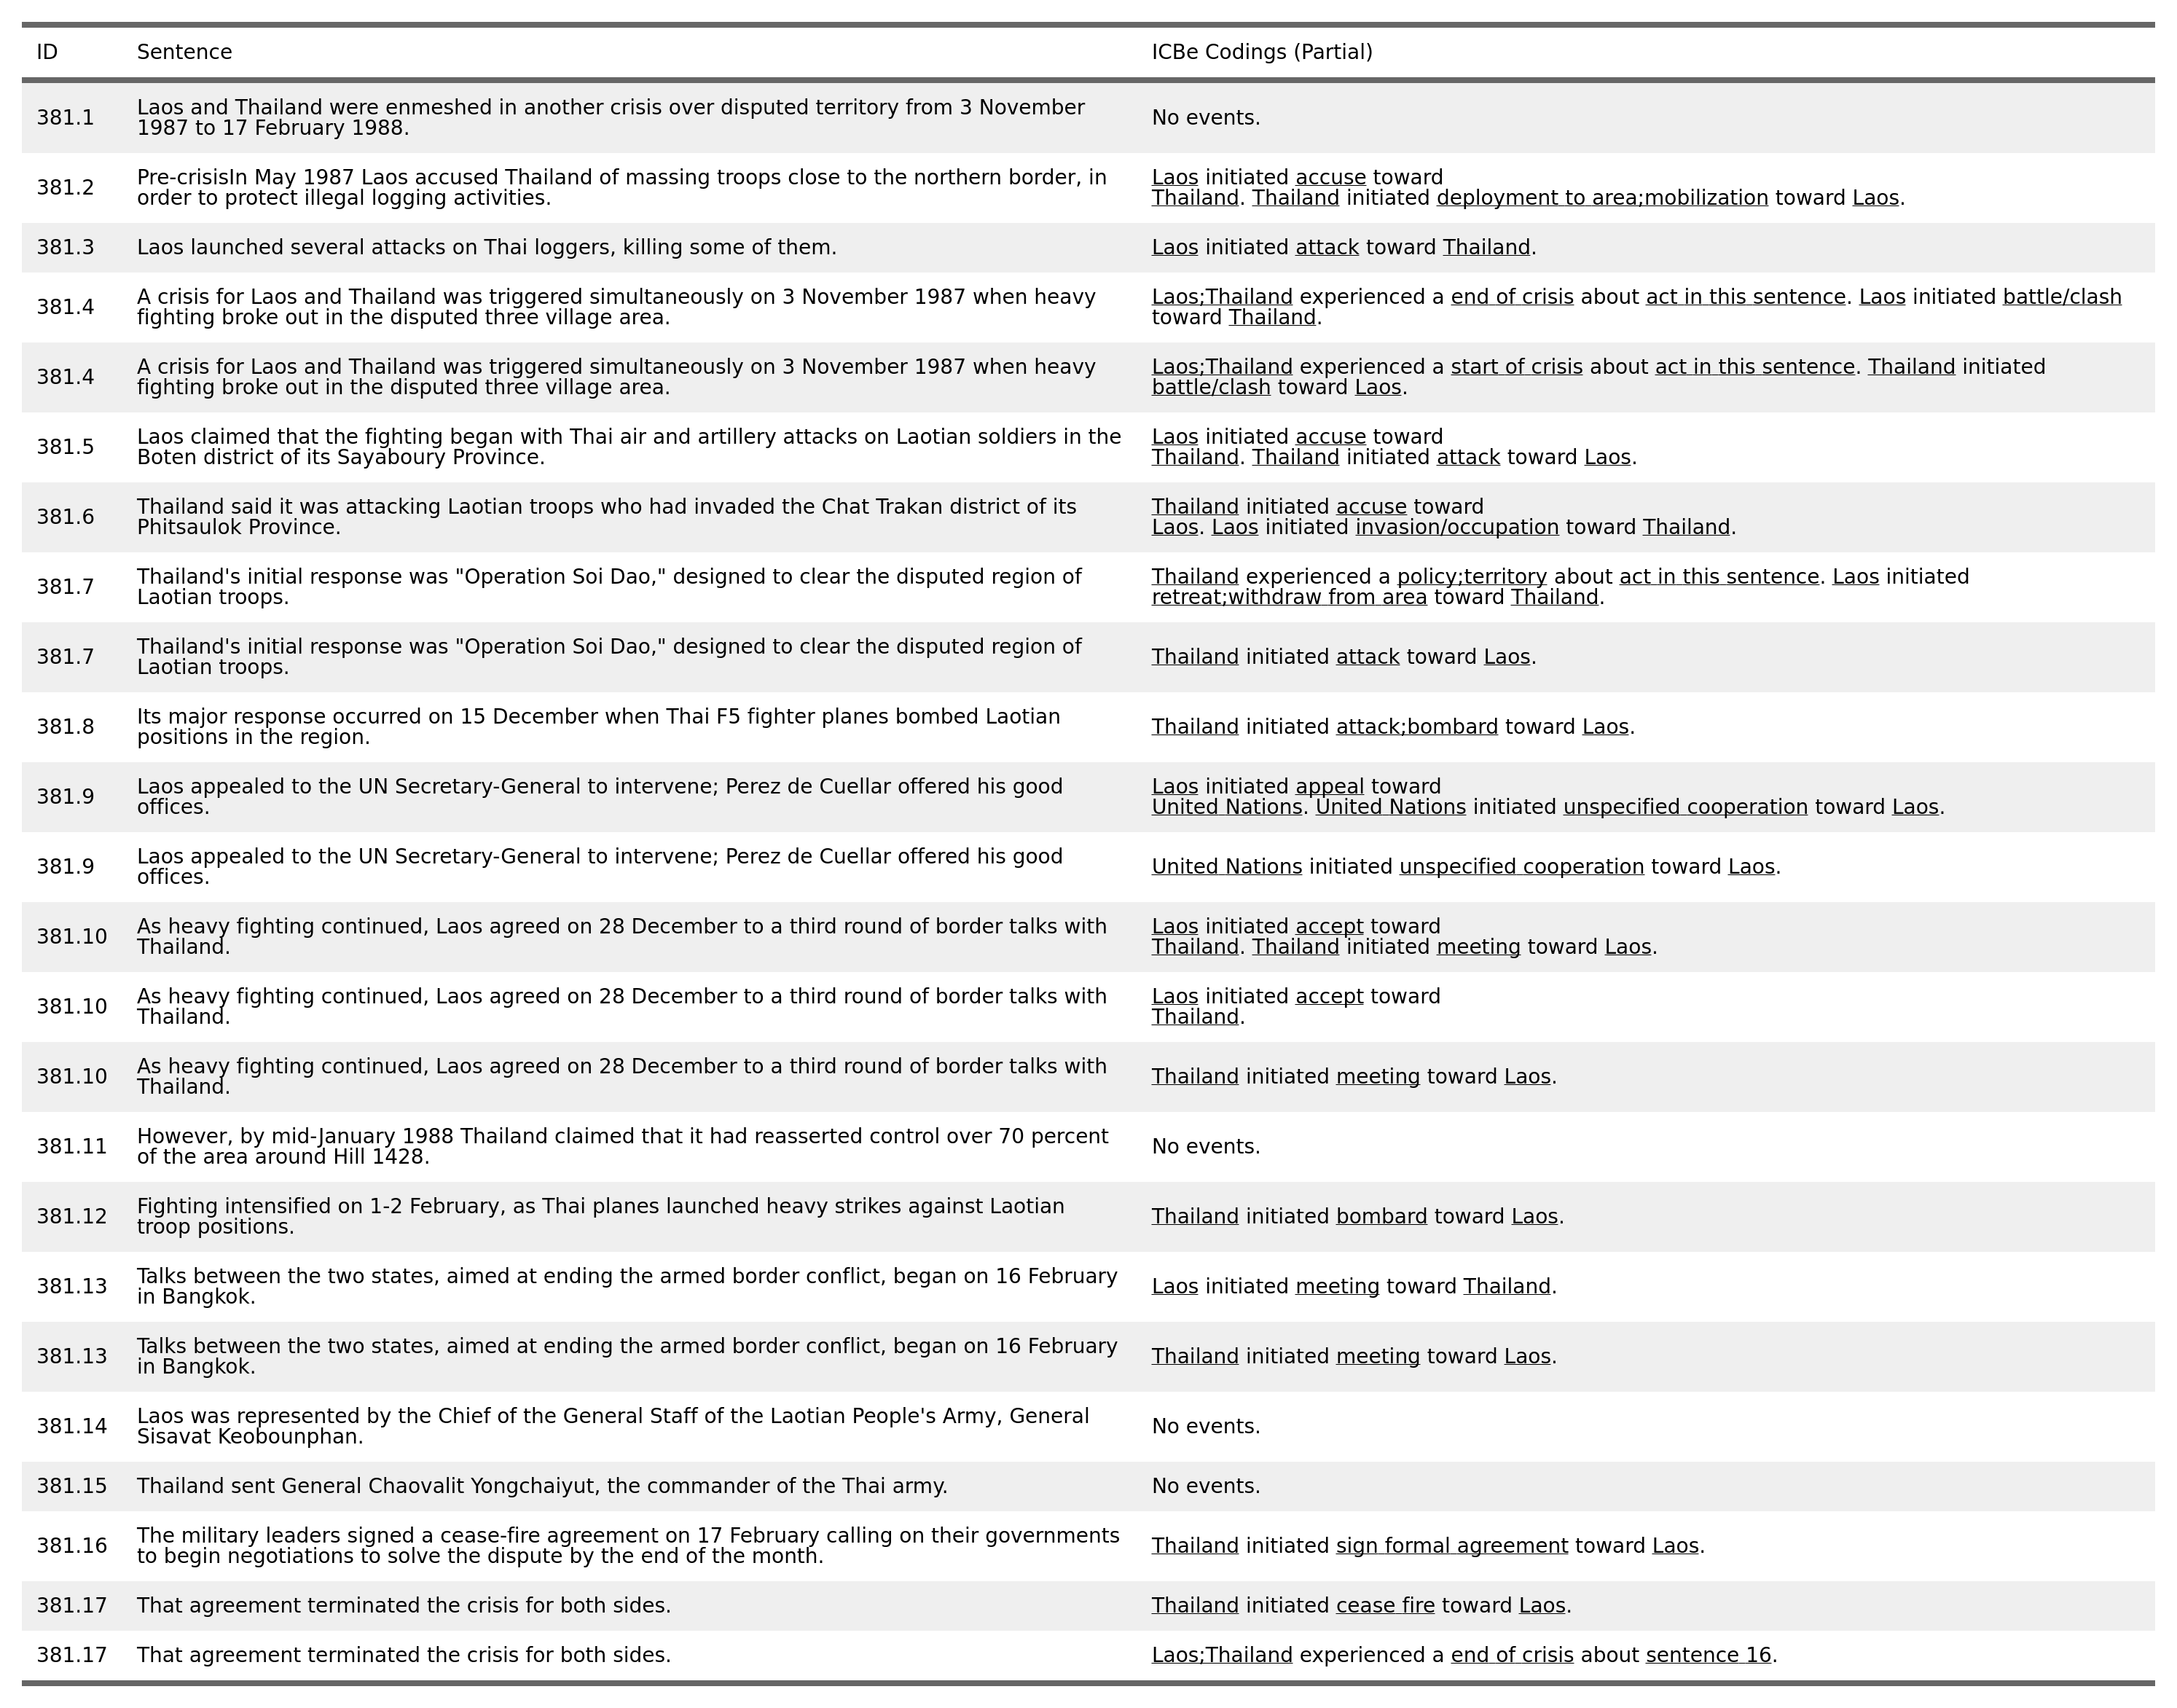 ID Sentence ICBe Codings (Partial)
381.1 Laos and Thailand were enmeshed in another crisis over disputed territory from 3 November
1987 to 17 February 1988.
No events.
381.2 Pre-crisisIn May 1987 Laos accused Thailand of massing troops close to the northern border, in
order to protect illegal logging activities.
Laos initiated accuse toward
Thailand. Thailand initiated deployment to area;mobilization toward Laos.
381.3 Laos launched several attacks on Thai loggers, killing some of them.
Laos initiated attack toward Thailand.
381.4 A crisis for Laos and Thailand was triggered simultaneously on 3 November 1987 when heavy
fighting broke out in the disputed three village area.
Laos;Thailand experienced a end of crisis about act in this sentence. Laos initiated battle/clash
toward Thailand.
381.4 A crisis for Laos and Thailand was triggered simultaneously on 3 November 1987 when heavy
fighting broke out in the disputed three village area.
Laos;Thailand experienced a start of crisis about act in this sentence. Thailand initiated
battle/clash toward Laos.
381.5 Laos claimed that the fighting began with Thai air and artillery attacks on Laotian soldiers in the
Boten district of its Sayaboury Province.
Laos initiated accuse toward
Thailand. Thailand initiated attack toward Laos.
381.6 Thailand said it was attacking Laotian troops who had invaded the Chat Trakan district of its
Phitsaulok Province.
Thailand initiated accuse toward
Laos. Laos initiated invasion/occupation toward Thailand.
381.7 Thailand's initial response was "Operation Soi Dao," designed to clear the disputed region of
Laotian troops.
Thailand experienced a policy;territory about act in this sentence. Laos initiated
retreat;withdraw from area toward Thailand.
381.7 Thailand's initial response was "Operation Soi Dao," designed to clear the disputed region of
Laotian troops.
Thailand initiated attack toward Laos.
381.8 Its major response occurred on 15 December when Thai F5 fighter planes bombed Laotian
positions in the region.
Thailand initiated attack;bombard toward Laos.
381.9 Laos appealed to the UN Secretary-General to intervene; Perez de Cuellar offered his good
offices.
Laos initiated appeal toward
United Nations. United Nations initiated unspecified cooperation toward Laos.
381.9 Laos appealed to the UN Secretary-General to intervene; Perez de Cuellar offered his good
offices.
United Nations initiated unspecified cooperation toward Laos.
381.10 As heavy fighting continued, Laos agreed on 28 December to a third round of border talks with
Thailand.
Laos initiated accept toward
Thailand. Thailand initiated meeting toward Laos.
381.10 As heavy fighting continued, Laos agreed on 28 December to a third round of border talks with
Thailand.
Laos initiated accept toward
Thailand.
381.10 As heavy fighting continued, Laos agreed on 28 December to a third round of border talks with
Thailand.
Thailand initiated meeting toward Laos.
381.11 However, by mid-January 1988 Thailand claimed that it had reasserted control over 70 percent
of the area around Hill 1428.
No events.
381.12 Fighting intensified on 1-2 February, as Thai planes launched heavy strikes against Laotian
troop positions.
Thailand initiated bombard toward Laos.
381.13 Talks between the two states, aimed at ending the armed border conflict, began on 16 February
in Bangkok.
Laos initiated meeting toward Thailand.
381.13 Talks between the two states, aimed at ending the armed border conflict, began on 16 February
in Bangkok.
Thailand initiated meeting toward Laos.
381.14 Laos was represented by the Chief of the General Staff of the Laotian People's Army, General
Sisavat Keobounphan.
No events.
381.15 Thailand sent General Chaovalit Yongchaiyut, the commander of the Thai army.
No events.
381.16 The military leaders signed a cease-fire agreement on 17 February calling on their governments
to begin negotiations to solve the dispute by the end of the month.
Thailand initiated sign formal agreement toward Laos.
381.17 That agreement terminated the crisis for both sides.
Thailand initiated cease fire toward Laos.
381.17 That agreement terminated the crisis for both sides.
Laos;Thailand experienced a end of crisis about sentence 16.